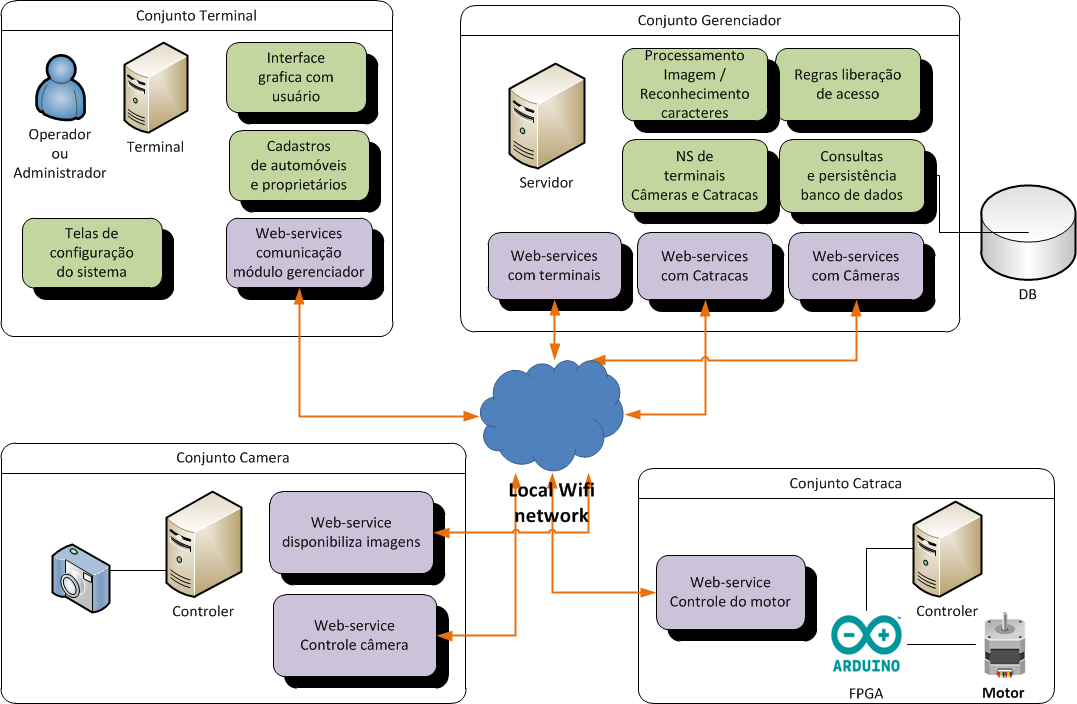 Conjunto Terminal
Operador
ou
Administrador
Terminal
Interface
grafica com
usuário
Cadastros
de automóveis
e proprietários
Telas de
configuração
do sistema
Web-services
comunicação
módulo gerenciador
Conjunto Gerenciador
Servidor
Processamento
Imagem /
Reconhecimento
caracteres
Regras liberação
de acesso
NS de
terminais
Câmeras e Catracas
Consultas
e persistência
banco de dados
Web-services
com terminais
Web-services
com Catracas
Web-services
com Câmeras
DB
Local Wifi
network
Conjunto Camera
Controler
Web-service
disponibiliza imagens
Web-service
Controle câmera
Conjunto Catraca
Web-service
Controle do motor
Controler
ARDUINO
FPGA
Motor